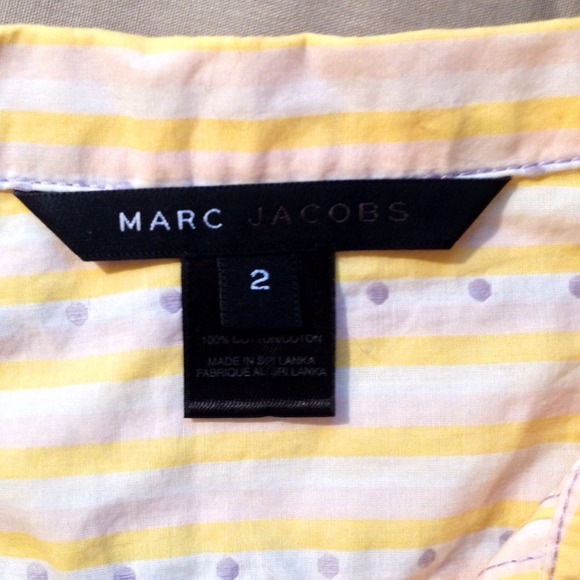 MARC JACOBS
2
100% COTTON/COTON
MADE IN SRI LANKA
FABRIQUE AU SRI LANKA